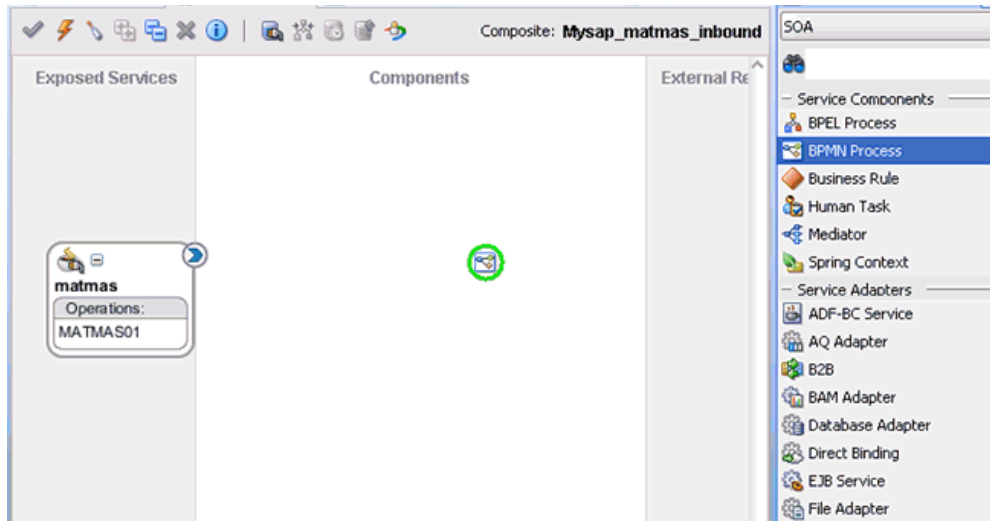 Composite: Mysap_matmas_inbound
Exposed Services
Components
External Re
matmas
Operations:
MATMAS01
SOA
Service Components
BPEL Process
BPMN Process
Business Rule
Human Task
Mediator
Spring Context
Service Adapters
ADF-BC Service
AQ Adapter
B2B
BAM Adapter
Database Adapter
Direct Binding
EJB Service
File Adapter